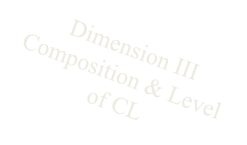 Dimension III
Composition & Level
of CL